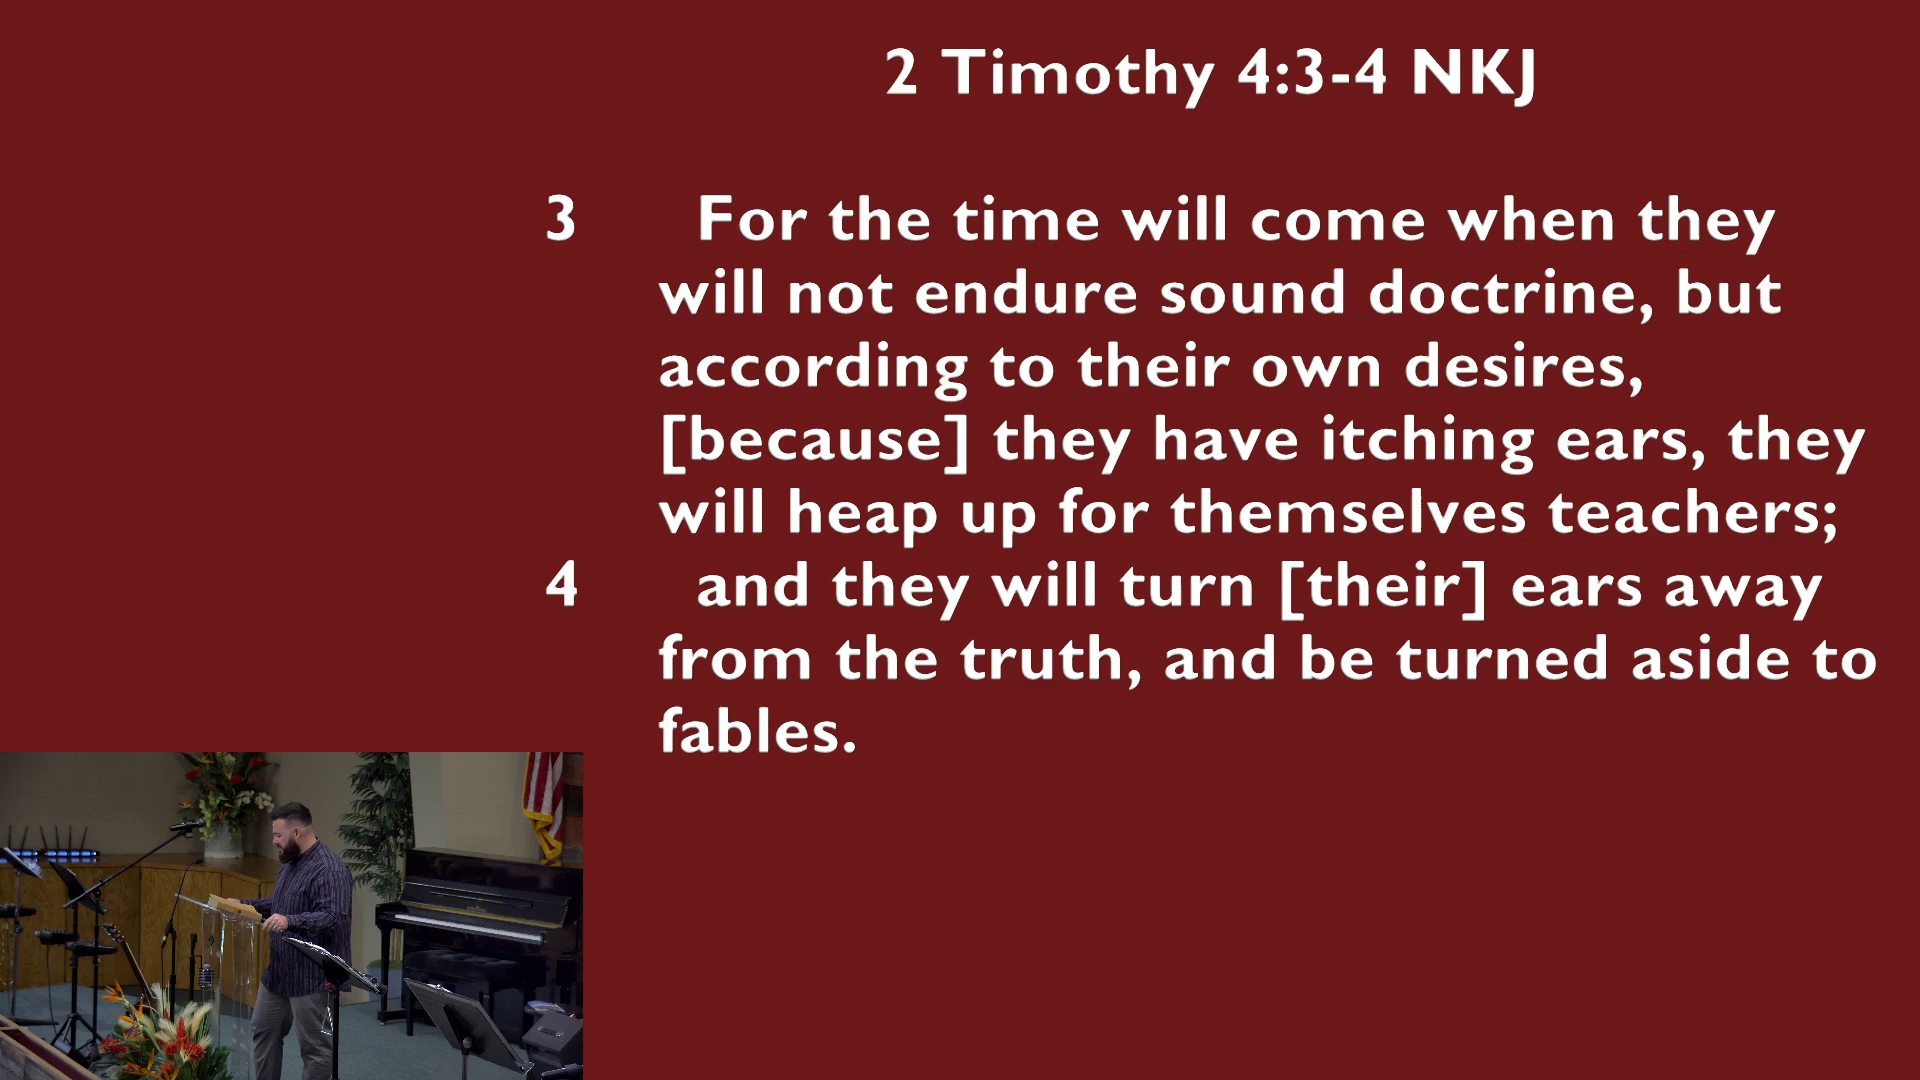 2 Timothy 4:3-4 NKJ
3 For the time will come when they
will not endure sound doctrine, but
according to their own desires,
[because] they have itching ears, they
will heap up for themselves teachers;
4 and they will turn [their] ears away
from the truth, and be turned aside to
fables.